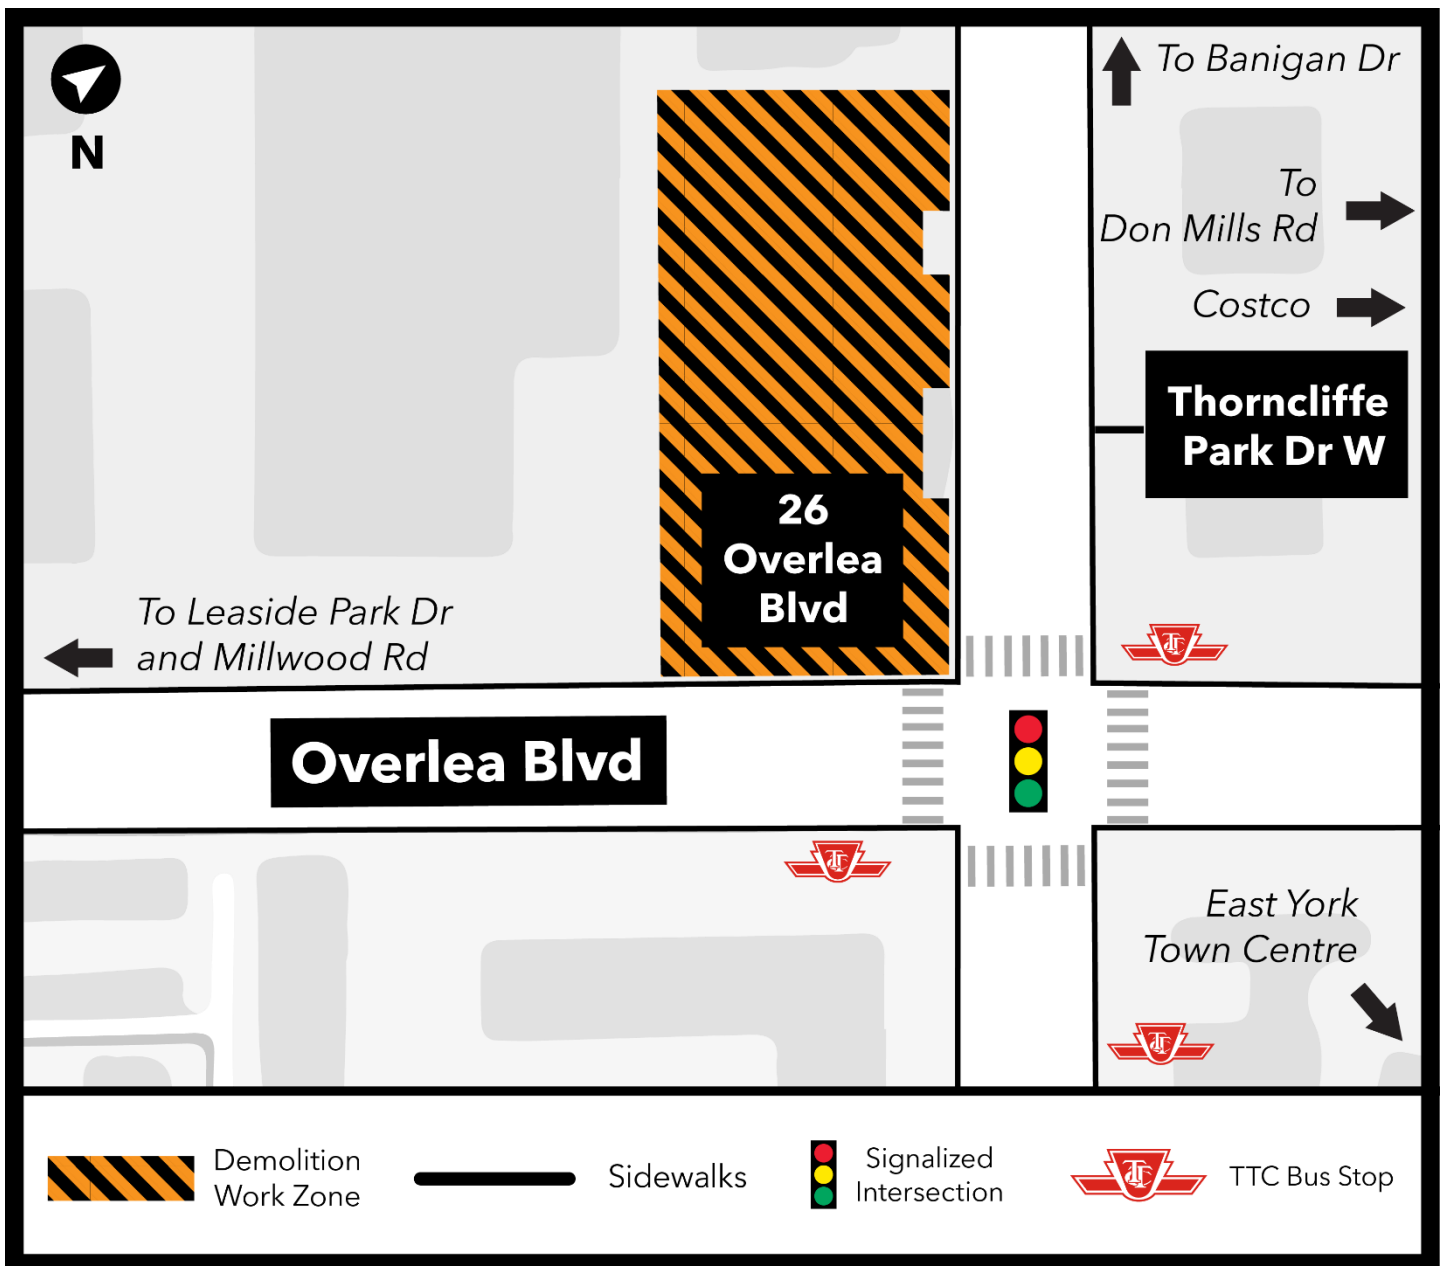 N
To Banigan Dr
To
Don Mills Rd
Costco
Thorncliffe
Park Dr W
26
Overlea
Blvd
To Leaside Park Dr
and Millwood Rd
Overlea Blvd
East York
Town Centre
Demolition
Work Zone
Sidewalks
Signalized
Intersection
TTC Bus Stop